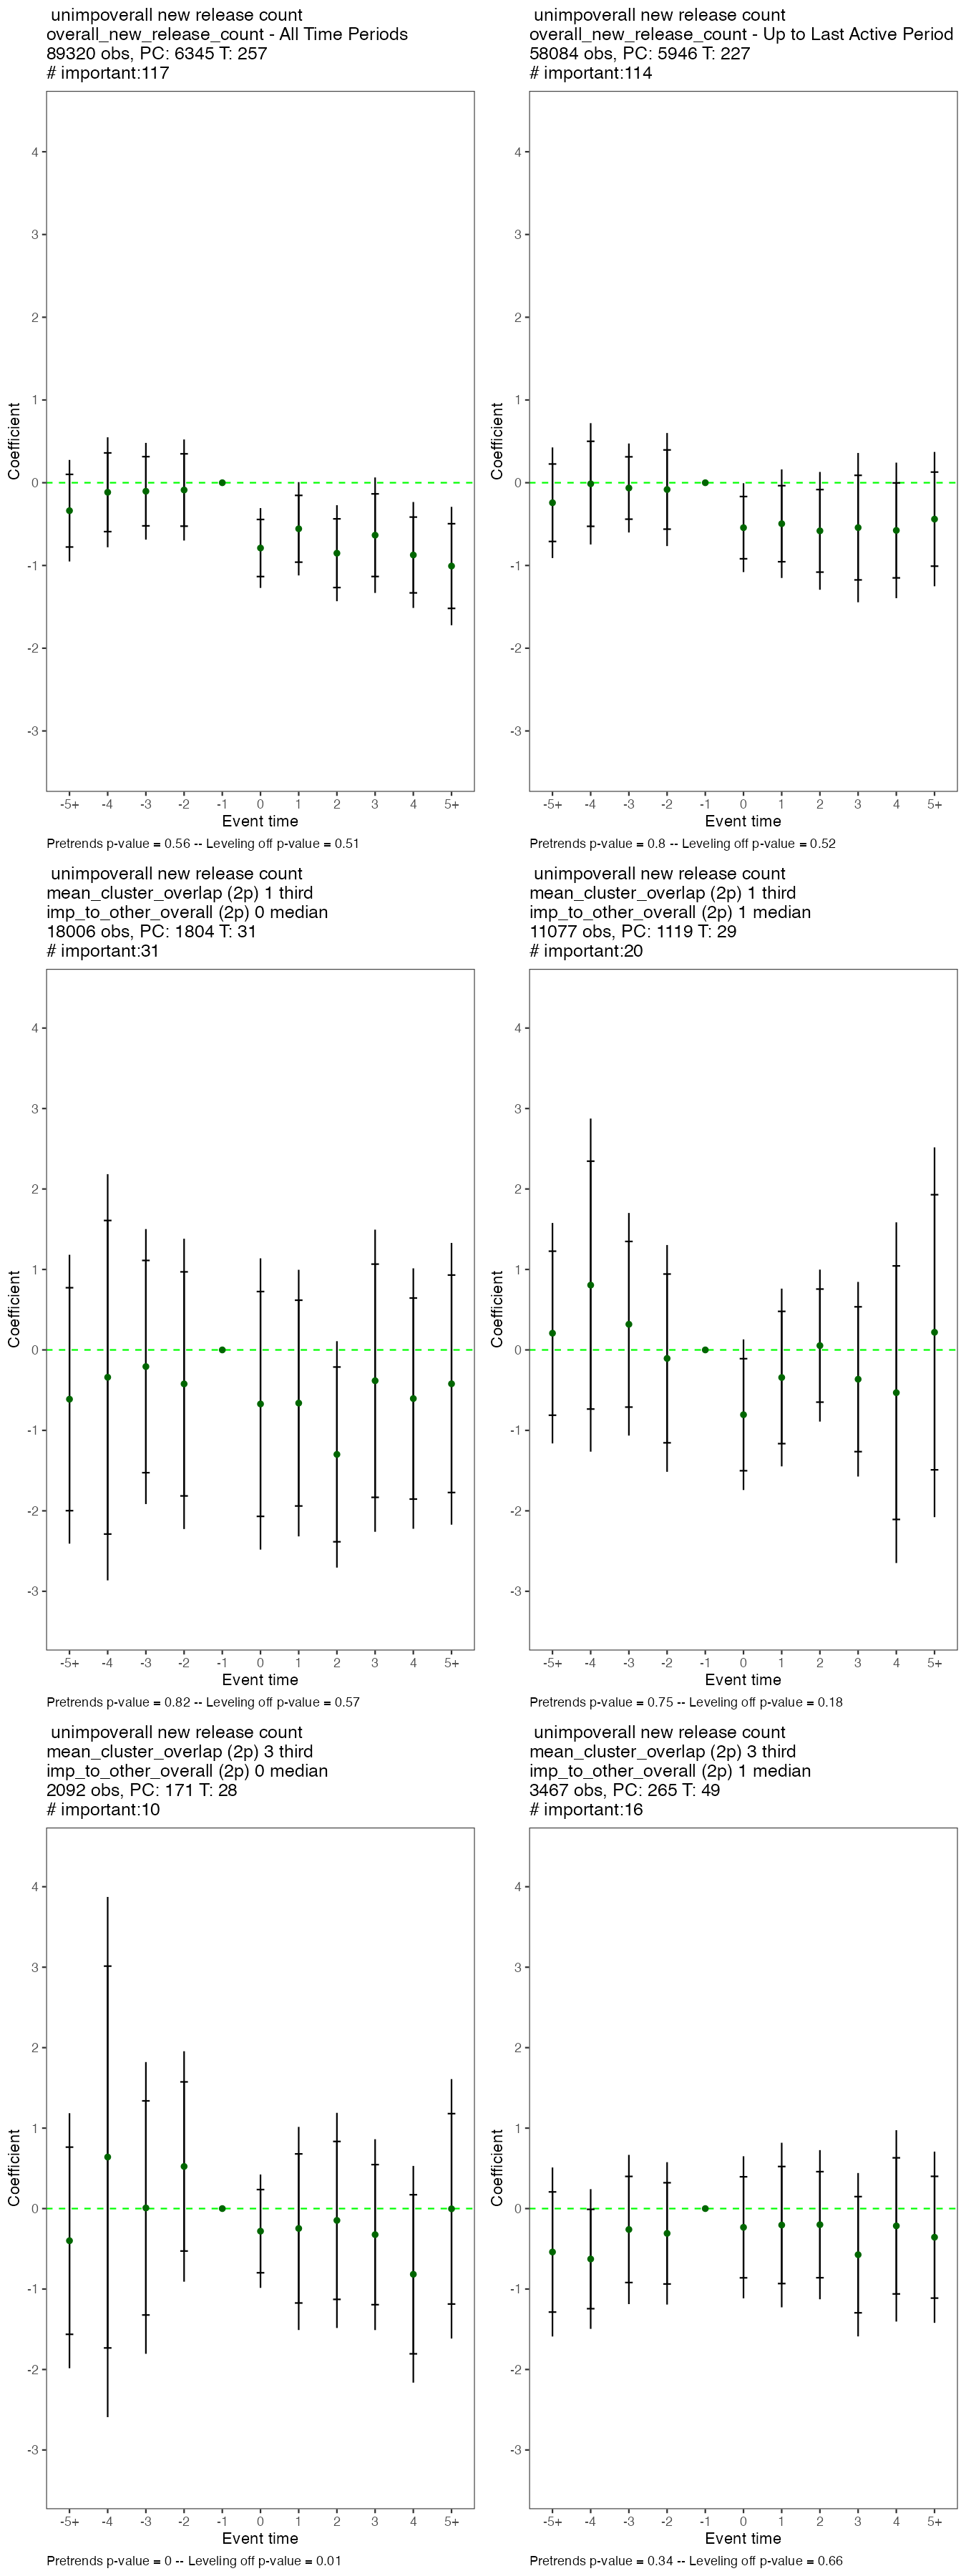 unimpoverall new release count
overall_new_release_count - All Time Periods
89320 obs, PC: 6345 T: 257
# important:117
4
3
2
1
0
-1
-2
-3
Coefficient
-5+ -4 -3 -2 -1 0 1 2 3 4 5+
Event time
Pretrends p-value = 0.56 -- Leveling off p-value = 0.51
unimpoverall new release count
overall_new_release_count - Up to Last Active Period
58084 obs, PC: 5946 T: 227
# important:114
4
3
2
1
0
-1
-2
-3
Coefficient
-5+ -4 -3 -2 -1 0 1 2 3 4 5+
Event time
Pretrends p-value = 0.8 -- Leveling off p-value = 0.52
unimpoverall new release count
mean_cluster_overlap (2p) 1 third
imp_to_other_overall (2p) 0 median
18006 obs, PC: 1804 T: 31
# important:31
4
3
2
1
0
-1
-2
-3
Coefficient
-5+ -4 -3 -2 -1 0 1 2 3 4 5+
Event time
Pretrends p-value = 0.82 -- Leveling off p-value = 0.57
unimpoverall new release count
mean_cluster_overlap (2p) 1 third
imp_to_other_overall (2p) 1 median
11077 obs, PC: 1119 T: 29
# important:20
4
3
2
1
0
-1
-2
-3
Coefficient
-5+ -4 -3 -2 -1 0 1 2 3 4 5+
Event time
Pretrends p-value = 0.75 -- Leveling off p-value = 0.18
unimpoverall new release count
mean_cluster_overlap (2p) 3 third
imp_to_other_overall (2p) 0 median
2092 obs, PC: 171 T: 28
# important:10
4
3
2
1
0
-1
-2
-3
Coefficient
-5+ -4 -3 -2 -1 0 1 2 3 4 5+
Event time
Pretrends p-value = 0 -- Leveling off p-value = 0.01
unimpoverall new release count
mean_cluster_overlap (2p) 3 third
imp_to_other_overall (2p) 1 median
3467 obs, PC: 265 T: 49
# important:16
4
3
2
1
0
-1
-2
-3
Coefficient
-5+ -4 -3 -2 -1 0 1 2 3 4 5+
Event time
Pretrends p-value = 0.34 -- Leveling off p-value = 0.66